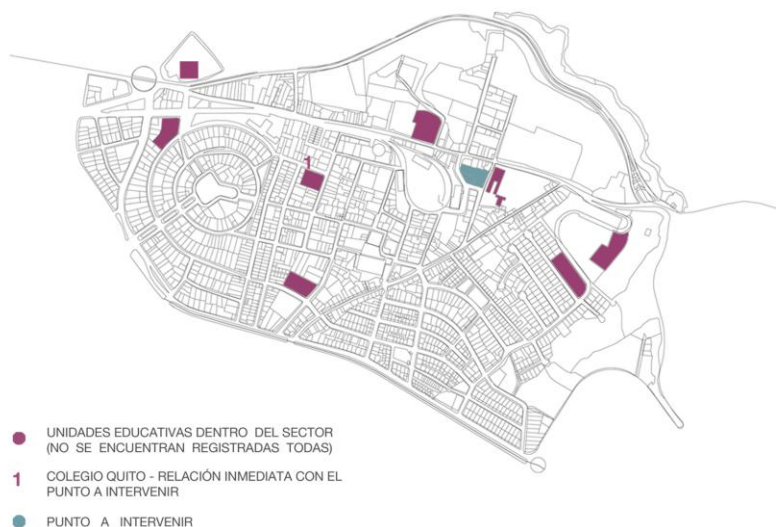 1
UNIDADES EDUCATIVAS DENTRO DEL SECTOR
(NO SE ENCUENTRAN REGISTRADAS TODAS)
1 COLEGIO QUITO - RELACIÓN INMEDIATA CON EL
PUNTO A INTERVENIR
PUNTO A INTERVENIR